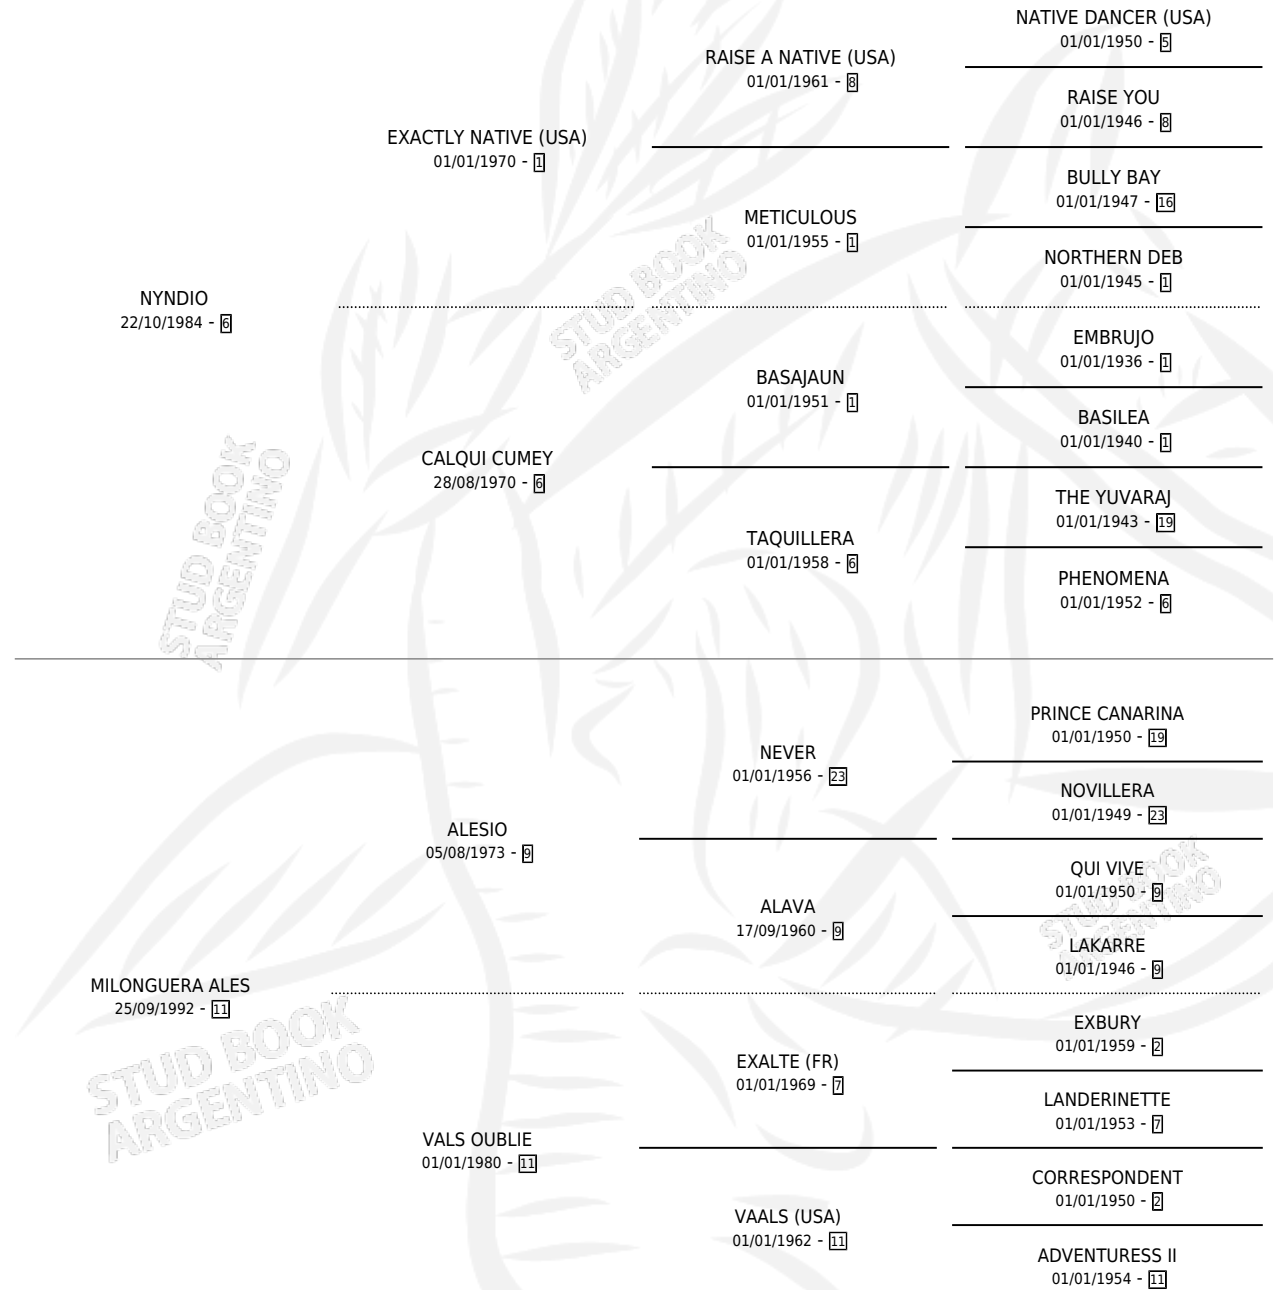 NATIVE DANCER (USA)
01/01/1950 - 5
RAISE A NATIVE (USA)
01/01/1961 - 8
RAISE YOU
01/01/1946 - 8
EXACTLY NATIVE (USA)
01/01/1970 - 1
BULLY BAY
01/01/1947 - 16
METICULOUS
01/01/1955 - 1
NORTHERN DEB
01/01/1945 - 1
NYNDIO
22/10/1984 - 6
STUD BOOK
ARGENTINO
EMBRUJO
01/01/1936 - 1
BASAJAUN
01/01/1951 - 1
BASILEA
01/01/1940 - 1
CALQUI CUMEY
28/08/1970 - 6
THE YUVARAJ
01/01/1943 - 19
TAQUILLERA
01/01/1958 - 6
PHENOMENA
01/01/1952 - 6
STUD BOOK
ARGENTINO
PRINCE CANARINA
01/01/1950 - 19
NEVER
01/01/1956 - 23
NOVILLERA
01/01/1949 - 23
ALESIO
05/08/1973 - 9
QUI VIVE
01/01/1950 - 9
ALAVA
17/09/1960 - 9
LAKARRE
01/01/1946 - 9
STUD BOOK
ARGENTINO
MILONGUERA ALES
25/09/1992 - 11
STUD BOOK
ARGENTINO
EXBURY
01/01/1959 - 2
EXALTE (FR)
01/01/1969 - 7
LANDERINETTE
01/01/1953 - 7
VALS OUBLIE
01/01/1980 - 11
CORRESPONDENT
01/01/1950 - 2
VAALS (USA)
01/01/1962 - 11
ADVENTURESS II
01/01/1954 - 11